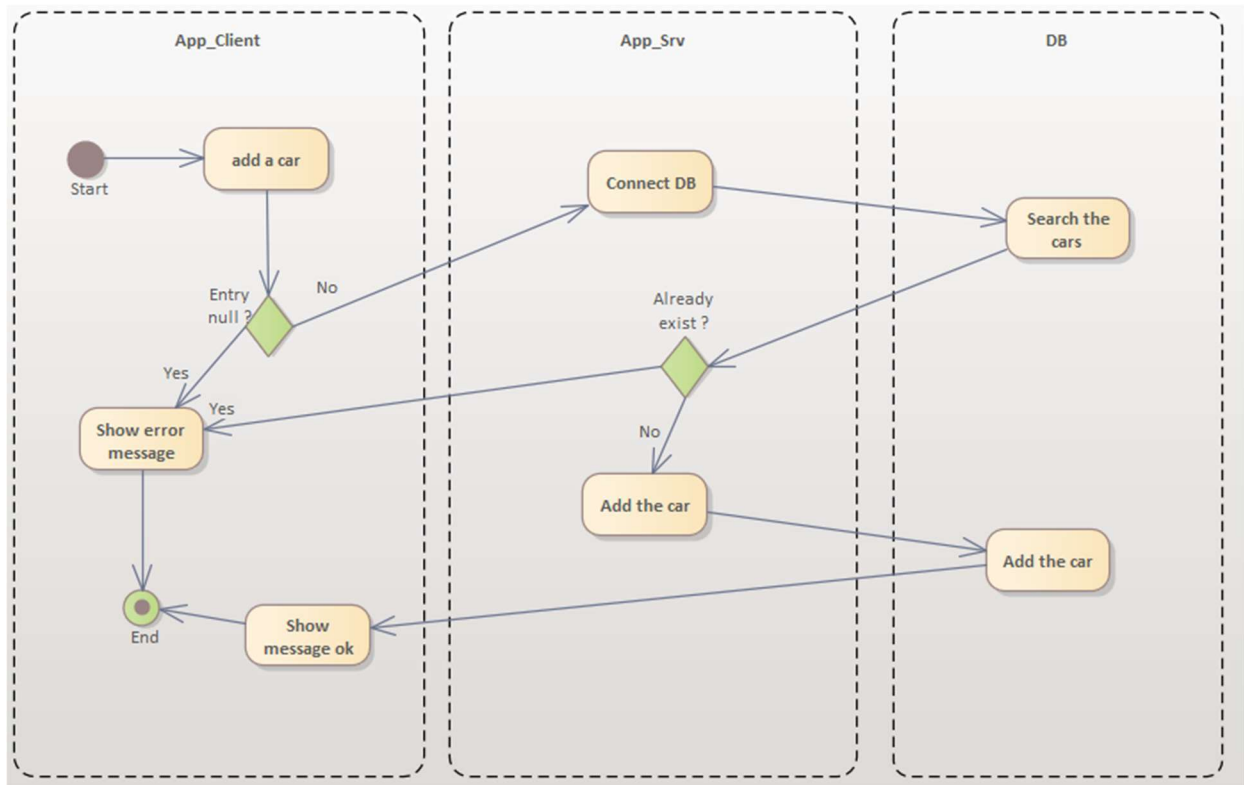 App_Client
App_Srv
DB
add a car
Start
Connect DB
Search the
cars
Entry
null ?
No
Already
exist ?
Yes
Yes
Show error
message
No
Add the car
Add the car
End
Show
message ok